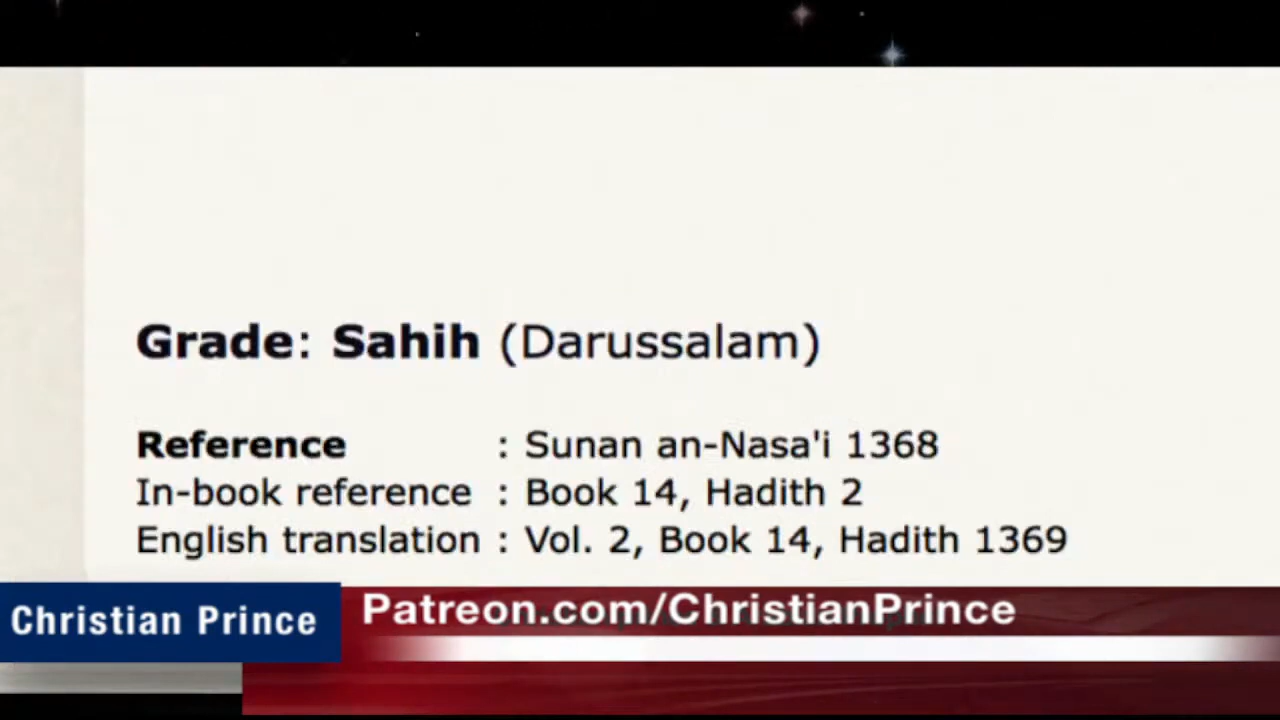 Grade: Sahih (Darussalam)
Reference : Sunan an-Nasa'i 1368
In-book reference : Book 14, Hadith 2
English translation : Vol. 2, Book 14, Hadith 1369
Christian Prince
Patreon.com/ChristianPrince